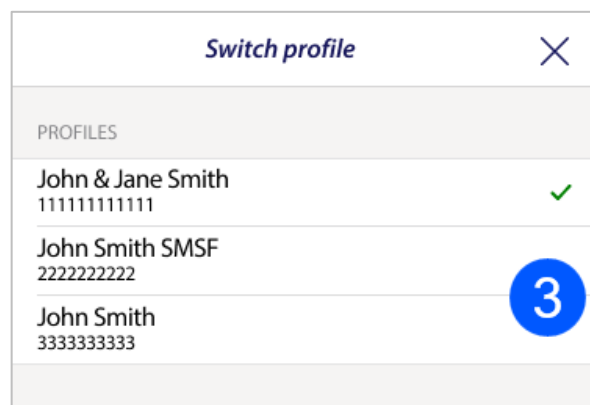 Switch profile
PROFILES
John & Jane Smith
111111111111
John Smith SMSF
2222222222
3
John Smith
3333333333